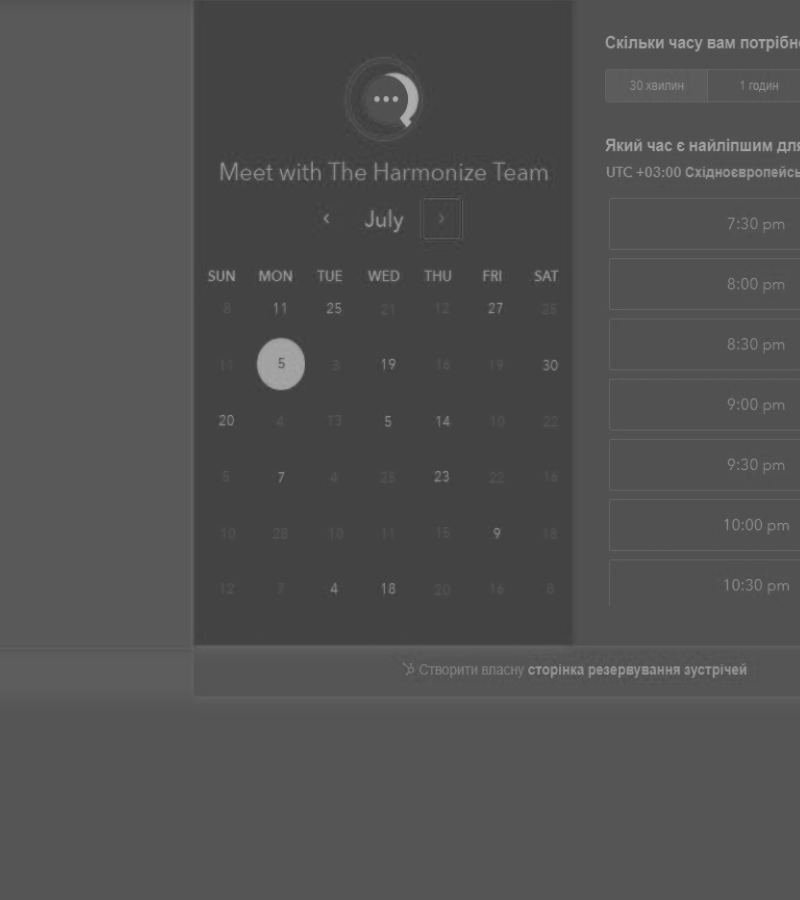 Meet with The Harmonize Team
July
SUN MON TUE WED THU FRI SAT
8 11 25 21 12 27 25
11 5 3 19 16 19 30
20 4 13 5 14 10 22
5 7 4 25 23 22 16
10 28 10 11 15 9 18
12 7 4 18 20 16 8
Скільки часу вам потрібно
30 хвилин 1 годин
Який час є найліпшим для
UTC +03:00 Східноєвропейсь
7:30 pm
8:00 pm
8:30 pm
9:00 pm
9:30 pm
10:00 pm
10:30 pm
Створити власну сторінка резервування зустрічей